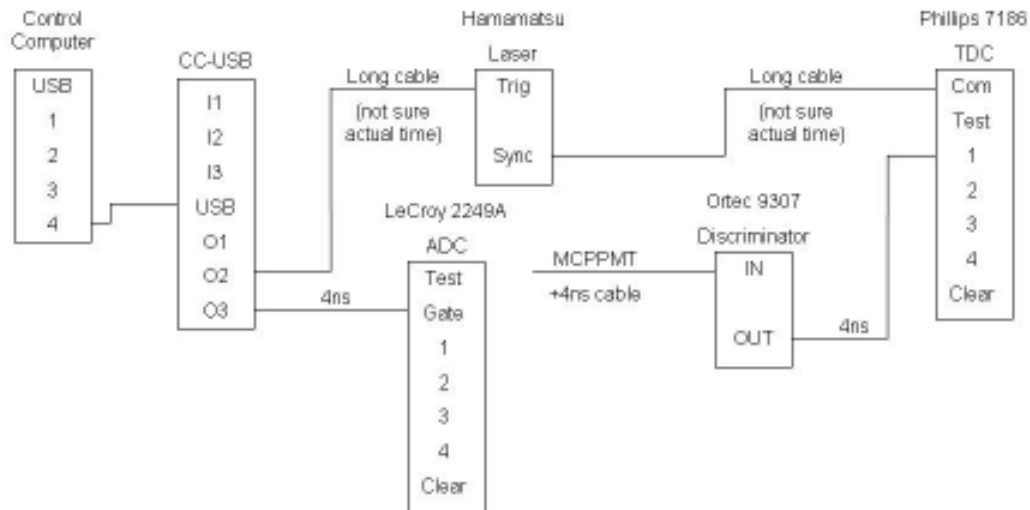 Control
Computer
USB
1
2
3
4
CC-USB
I1
I2
I3
USB
O1
O2
O3
Hamamatsu
Laser
Trig
Sync
Long cable
(not sure
actual time)
Long cable
(not sure
actual time)
Phillips 7186
TDC
Com
Test
1
2
3
4
Clear
LeCroy 2249A
ADC
Test
Gate
1
2
3
4
Clear
4ns
MCPPMT
+4ns cable
Ortec 9307
Discriminator
IN
OUT
4ns